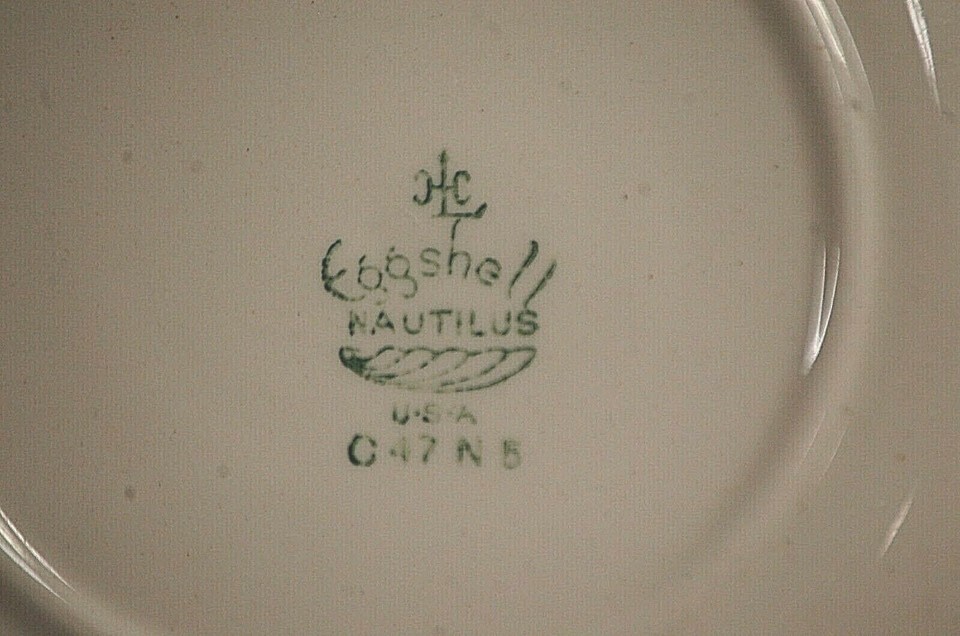 HLC
Eggshell
NAUTILUS
U·S·A
C 47 N 5